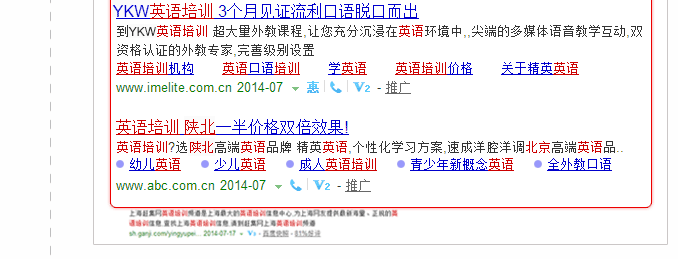 YKW英语培训 3个月见证流利口语脱口而出
到YKW英语培训 超大量外教课程,让您充分沉浸在英语环境中,,尖端的多媒体语音教学互动,双
资格认证的外教专家,完善级别设置
英语培训机构 英语口语培训 学英语 英语培训价格 关于精英英语
www.imelite.com.cn 2014-07 惠 V2 - 推广
英语培训 陕北一半价格双倍效果!
英语培训?选陕北高端英语品牌 精英英语,个性化学习方案,速成洋腔洋调北京高端英语品..
幼儿英语 少儿英语 成人英语培训 青少年新概念英语 全外教口语
www.abc.com.cn 2014-07 V2 - 推广
上海赶集网英语培训频道是上海最大的英语培训信息中心,为上海网友提供最新海量、正规的英
语培训信息,查找上海英语培训信息,请到赶集网上海英语培训频道
sh.ganji.com/yingyupei... 2014-07-17 V3 - 百度快照 - 81%好评